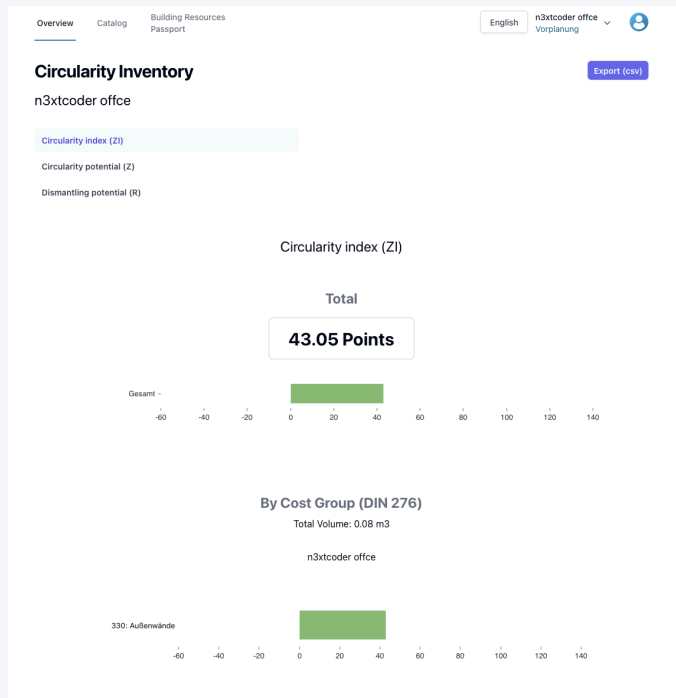 Overview
Catalog
Building Resources
Passport
English
n3xtcoder offce
Vorplanung
Circularity Inventory
Export (csv)
n3xtcoder offce
Circularity index (ZI)
Circularity potential (Z)
Dismantling potential (R)
Circularity index (ZI)
Total
43.05 Points
Gesamt
-60 -40 -20 0 20 40 60 80 100 120 140
By Cost Group (DIN 276)
Total Volume: 0.08 m3
n3xtcoder offce
330: Außenwände
-60 -40 -20 0 20 40 60 80 100 120 140